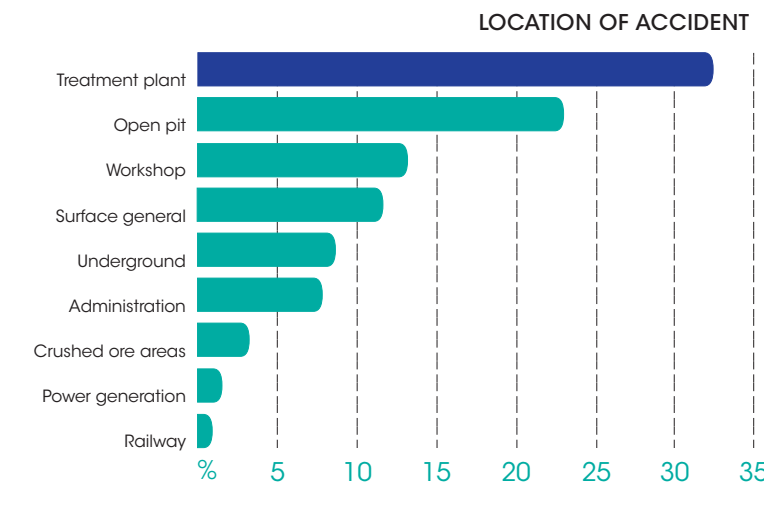 LOCATION OF ACCIDENT
Treatment plant
Open pit
Workshop
Surface general
Underground
Administration
Crushed ore areas
Power generation
Railway
% 5 10 15 20 25 30 35